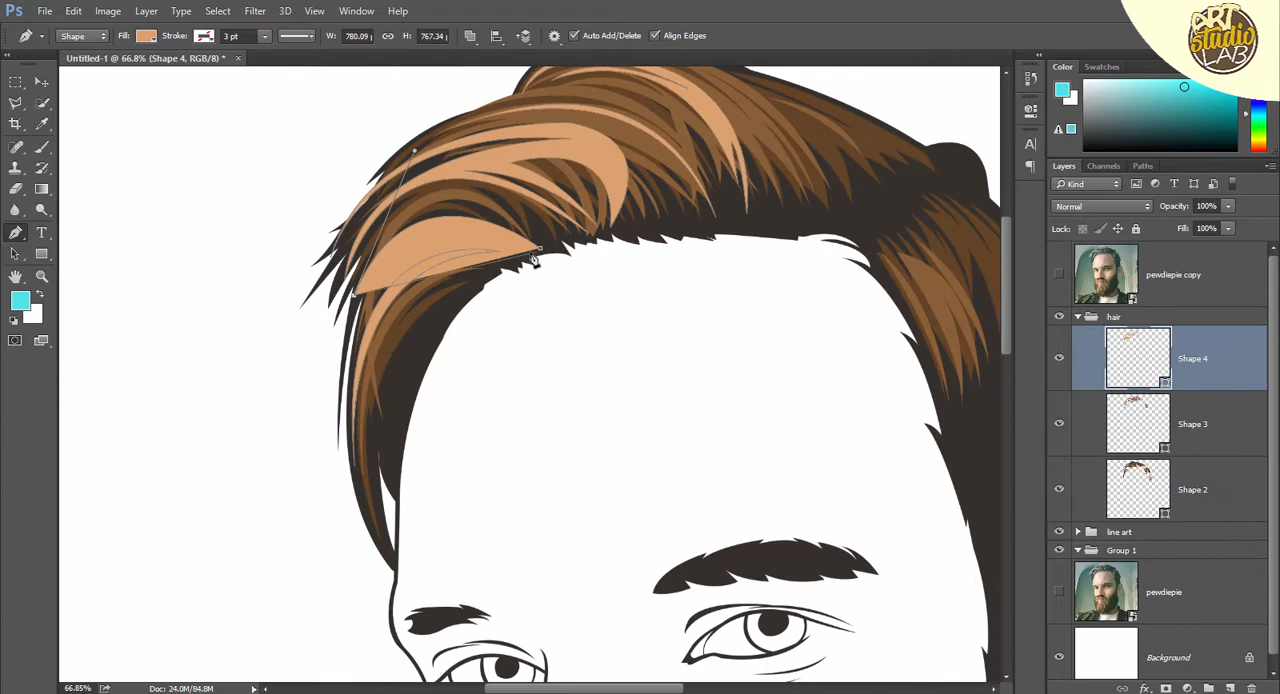 Ps File Edit Image Layer Type Select Filter 3D View Window Help
Shape Fill: Stroke: 3 pt W: 780.09 H: 767.34 Auto Add/Delete Align Edges
ART studio LAB
Untitled-1 @ 66.8% (Shape 4, RGB/8) * ×
Color Swatches
Layers Channels Paths
Kind
Normal Opacity: 100%
Lock: Fill: 100%
pewdiepie copy
hair
Shape 4
Shape 3
Shape 2
line art
Group 1
pewdiepie
Background
66.85% Doc: 24.0M/84.8M